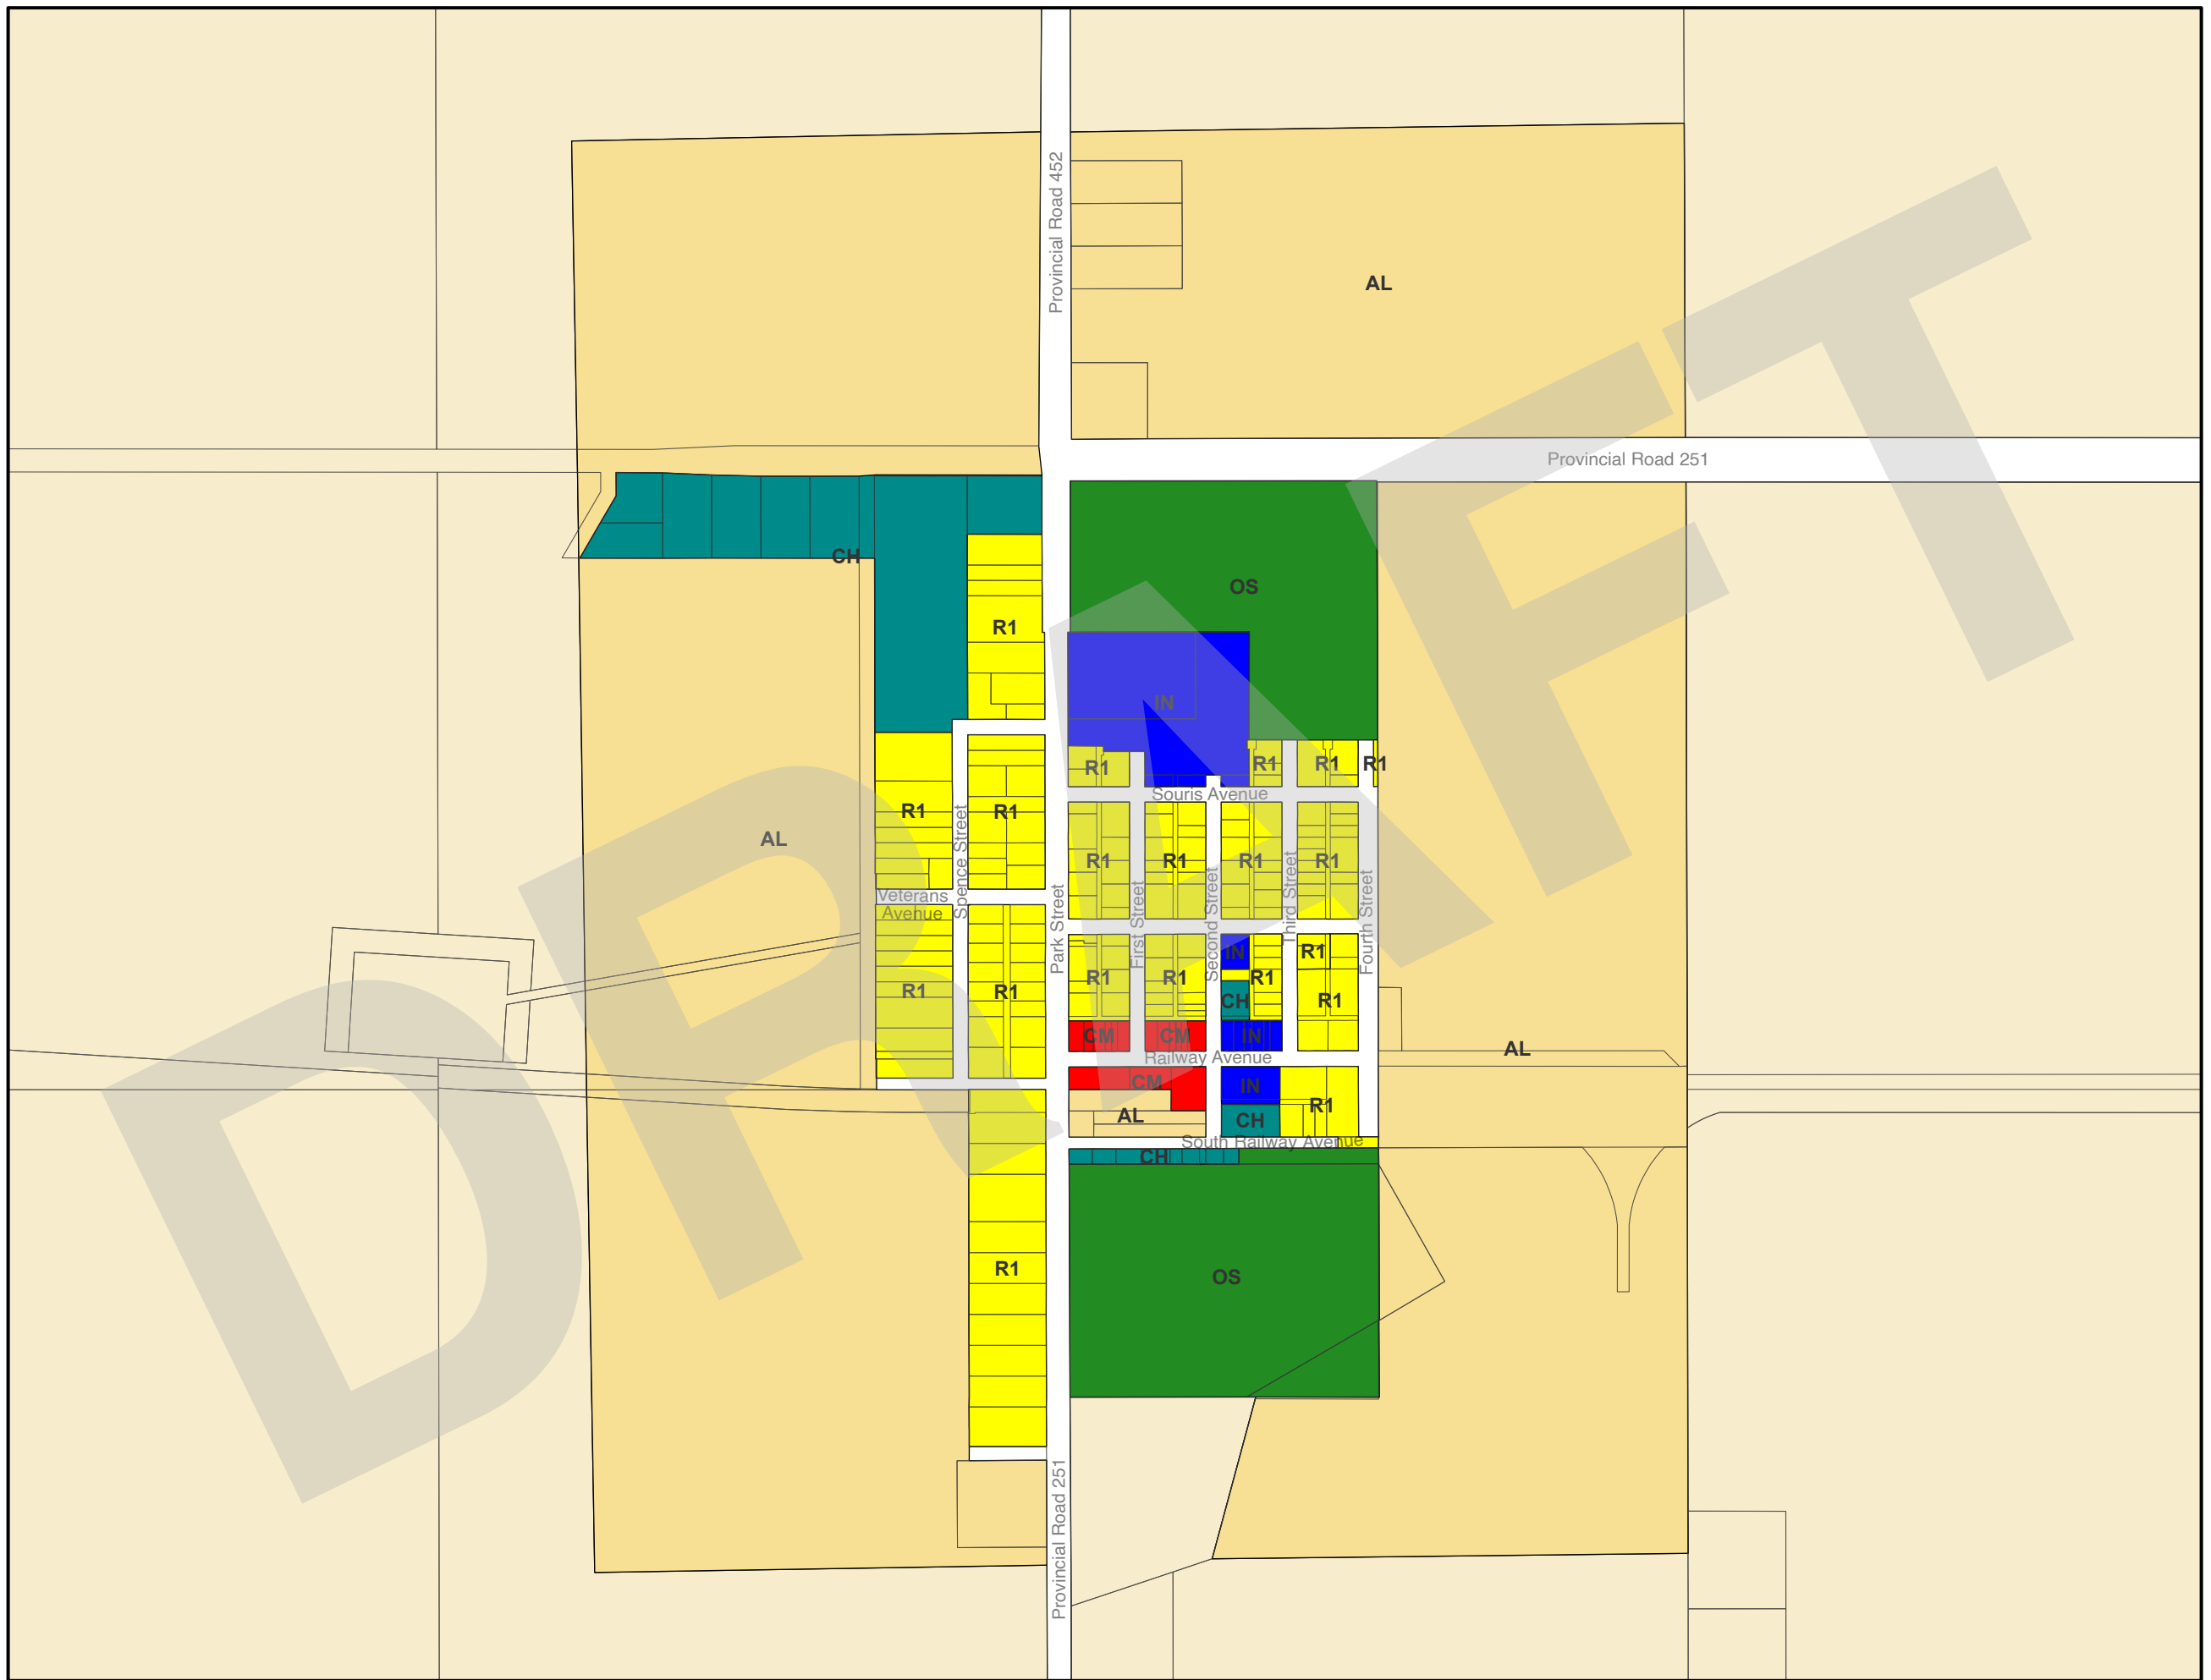 Provincial Road 452
AL
Provincial Road 251
CH
OS
R1
IN
R1
R1
R1
R1
Souris Avenue
R1
R1
AL
Spence Street
R1
R1
R1
R1
Veterans
Avenue
Park Street
First Street
Second Street
Third Street
Fourth Street
IN
R1
R1
R1
R1
R1
R1
CH
R1
CM
CM
IN
Railway Avenue
AL
CM
IN
AL
CH
R1
South Railway Avenue
CH
R1
OS
Provincial Road 251
DRAFT